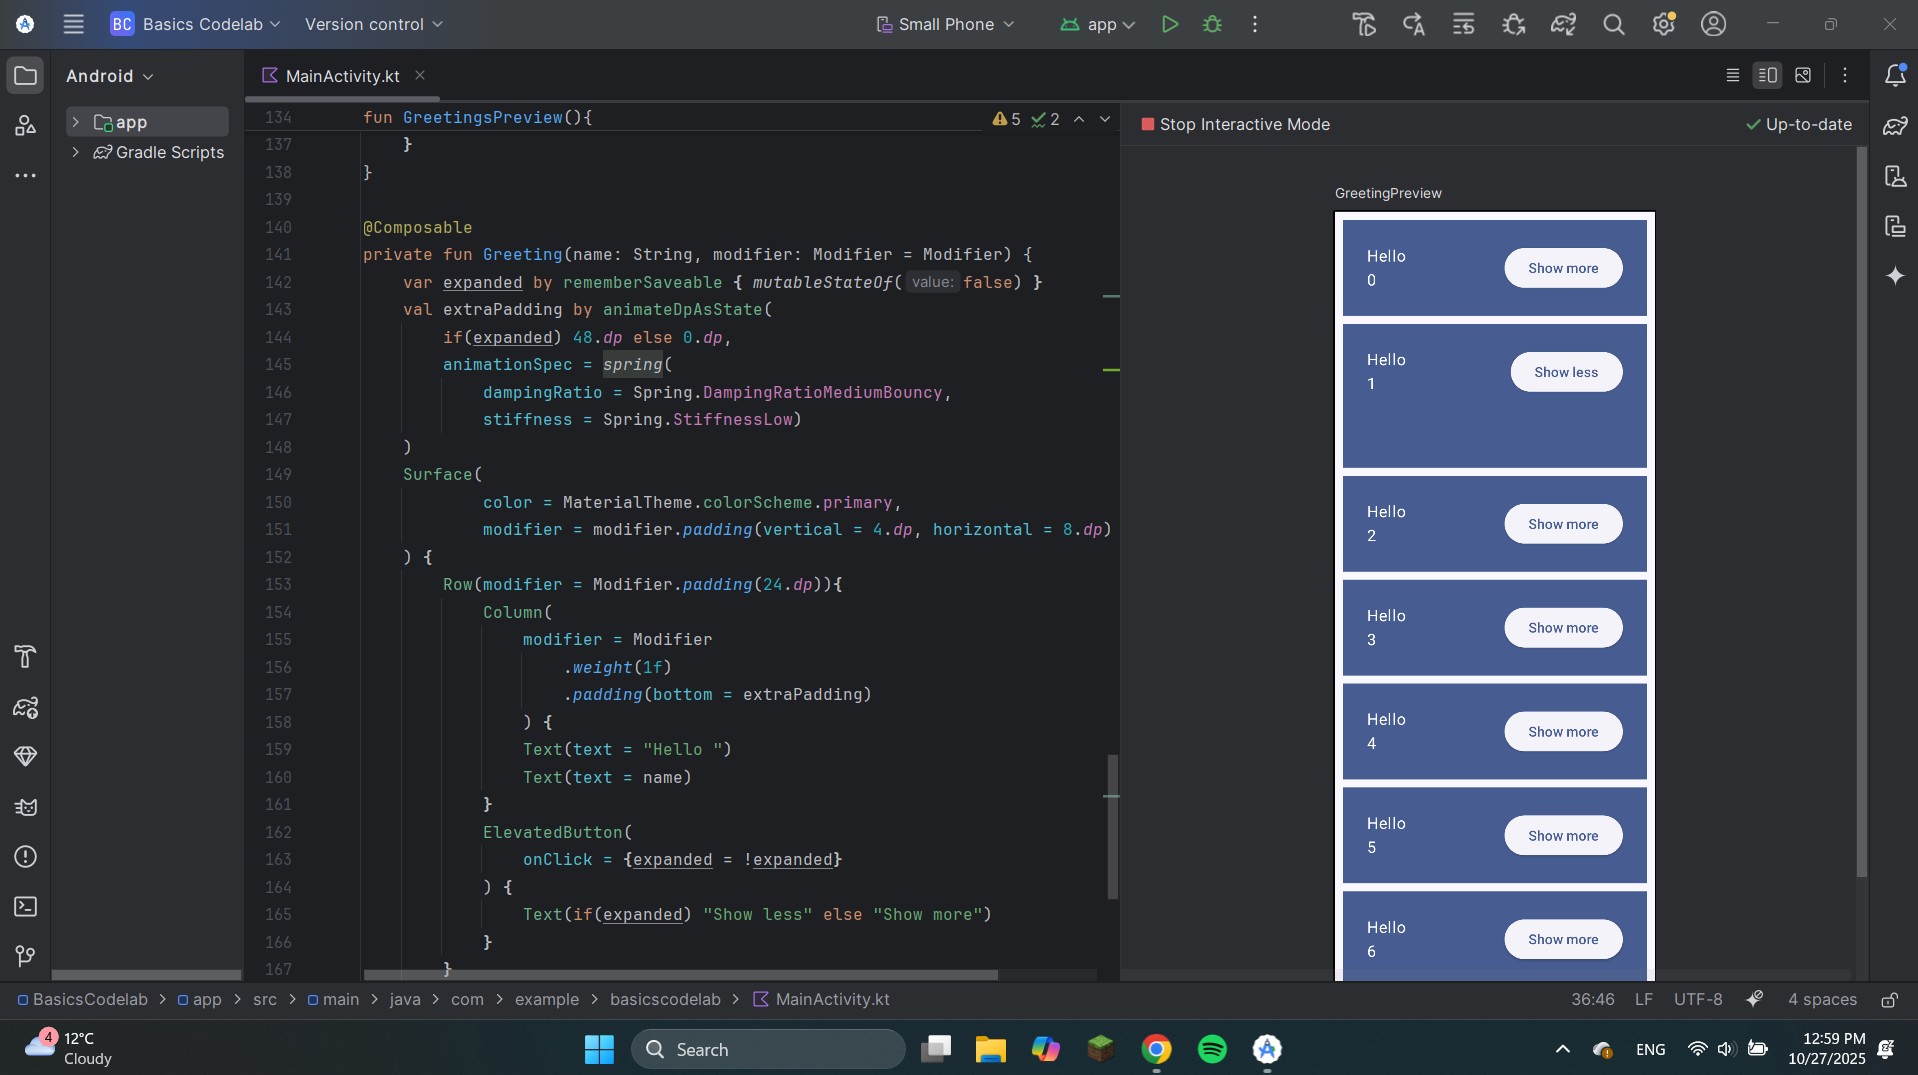 BC Basics Codelab
Version control
Small Phone
app
Android
MainActivity.kt
app
Gradle Scripts
134 fun GreetingsPreview(){
5 2
137 }
138 }
139
140 @Composable
141 private fun Greeting(name: String, modifier: Modifier = Modifier) {
142 var expanded by rememberSaveable { mutableStateOf( value: false) }
143 val extraPadding by animateDpAsState(
144 if(expanded) 48.dp else 0.dp,
145 animationSpec = spring(
146 dampingRatio = Spring.DampingRatioMediumBouncy,
147 stiffness = Spring.StiffnessLow)
148 )
149 Surface(
150 color = MaterialTheme.colorScheme.primary,
151 modifier = modifier.padding(vertical = 4.dp, horizontal = 8.dp)
152 ) {
153 Row(modifier = Modifier.padding(24.dp)){
154 Column(
155 modifier = Modifier
156 .weight(1f)
157 .padding(bottom = extraPadding)
158 ) {
159 Text(text = "Hello ")
160 Text(text = name)
161 }
162 ElevatedButton(
163 onClick = {expanded = !expanded}
164 ) {
165 Text(if(expanded) "Show less" else "Show more")
166 }
167 }
Stop Interactive Mode
Up-to-date
GreetingPreview
Hello
0
Show more
Hello
1
Show less
Hello
2
Show more
Hello
3
Show more
Hello
4
Show more
Hello
5
Show more
Hello
6
Show more
BasicsCodelab > app > src > main > java > com > example > basicscodelab > MainActivity.kt
36:46 LF UTF-8 4 spaces
4
12°C
Cloudy
Search
ENG
12:59 PM
10/27/2025